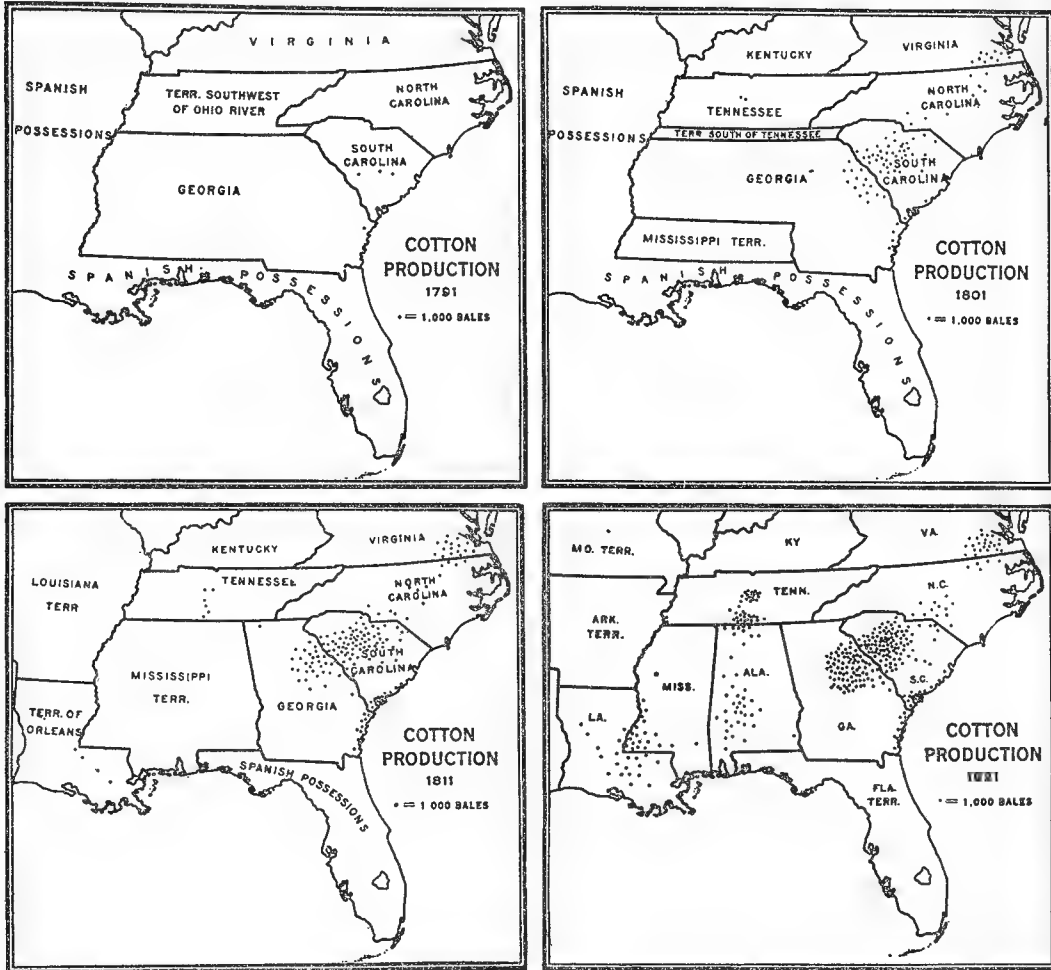 VIRGINIA
SPANISH
POSSESSIONS
TERR. SOUTHWEST
OF OHIO RIVER
NORTH
CAROLINA
SOUTH
CAROLINA
GEORGIA
SPANISH POSSESSIONS
COTTON
PRODUCTION
1791
• = 1,000 BALES
KENTUCKY
VIRGINIA
SPANISH
POSSESSIONS
TENNESSEE
NORTH
CAROLINA
TERR SOUTH OF TENNESSEE
SOUTH
CAROLINA
GEORGIA
MISSISSIPPI TERR.
SPANISH POSSESSIONS
COTTON
PRODUCTION
1801
• = 1,000 BALES
KENTUCKY
VIRGINIA
LOUISIANA
TERR
TENNESSEE
NORTH
CAROLINA
MISSISSIPPI
TERR.
SOUTH
CAROLINA
GEORGIA
TERR. OF
ORLEANS
SPANISH POSSESSIONS
COTTON
PRODUCTION
1811
• = 1 000 BALES
MO. TERR.
KY
VA.
ARK.
TERR.
TENN.
N.C.
MISS.
ALA.
S.C.
GA.
LA.
FLA.
TERR.
COTTON
PRODUCTION
• = 1,000 BALES